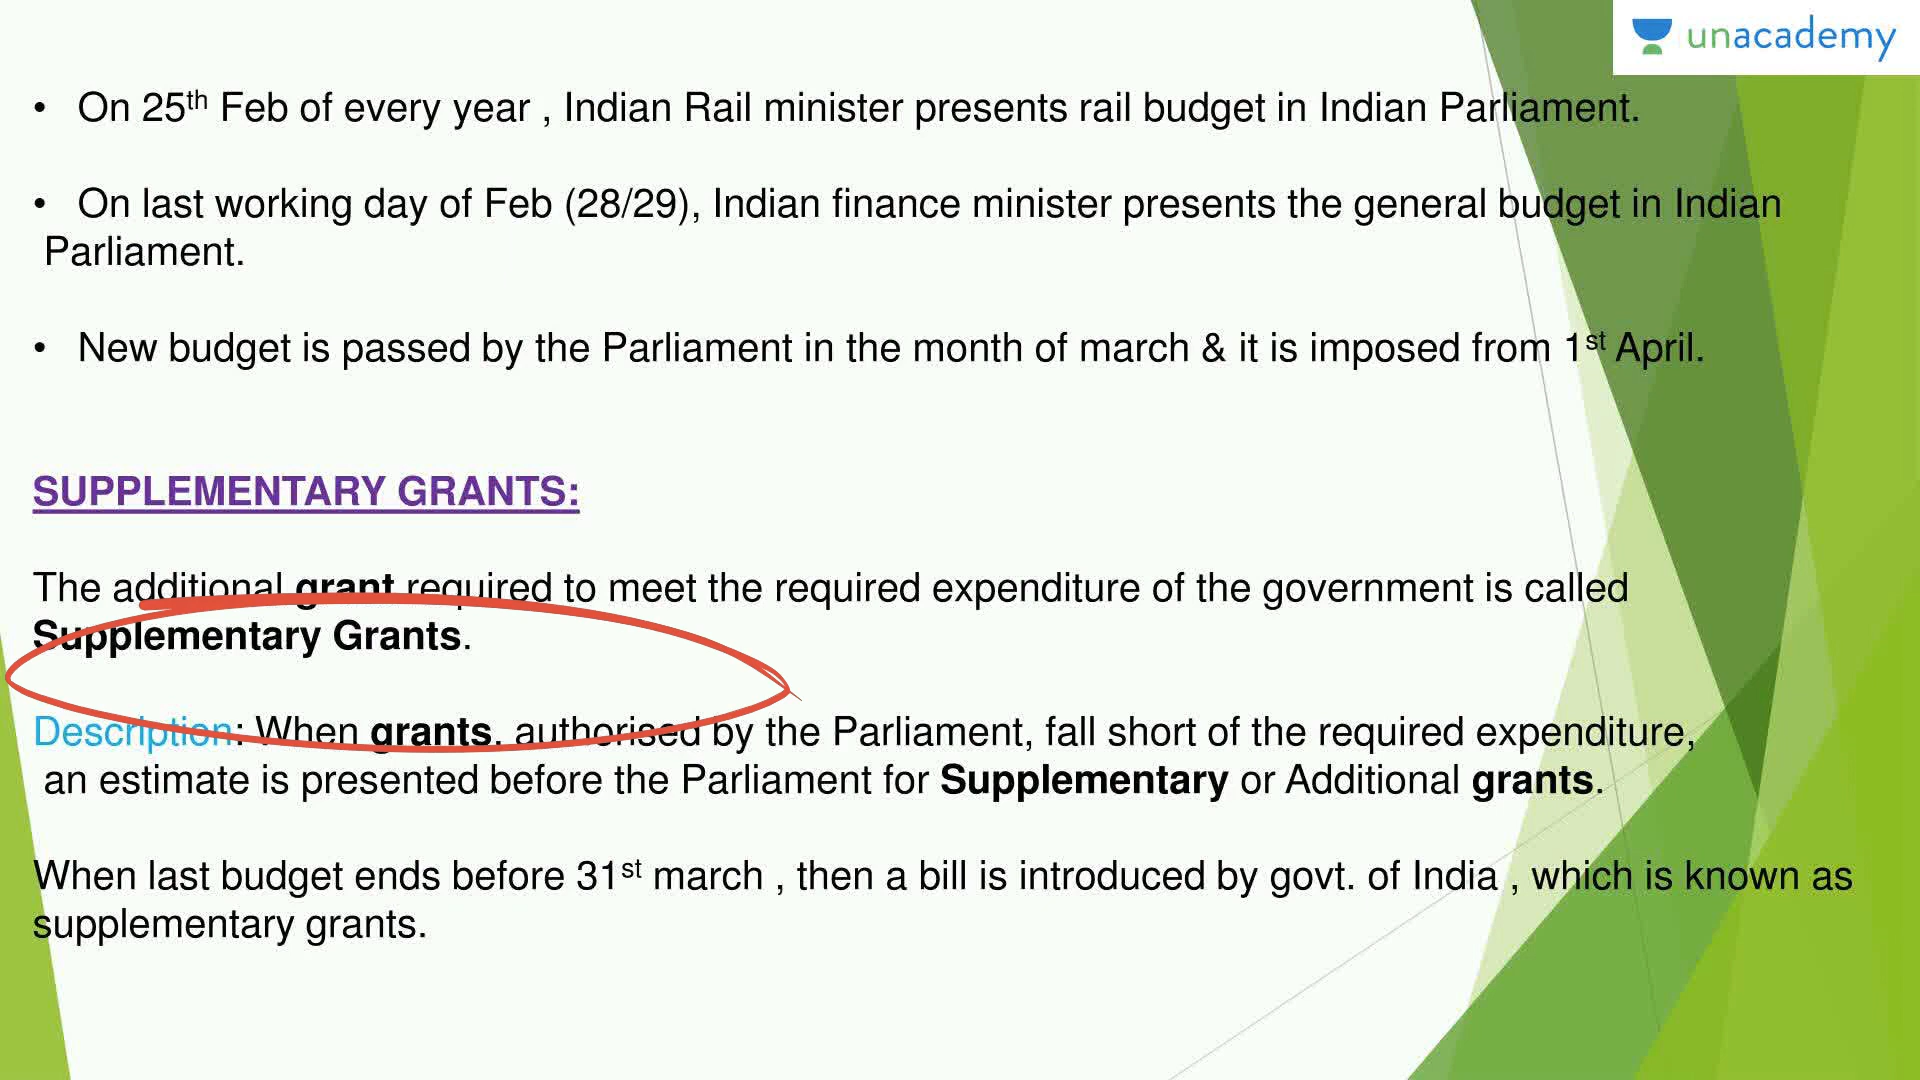 unacademy
• On 25th Feb of every year , Indian Rail minister presents rail budget in Indian Parliament.
• On last working day of Feb (28/29), Indian finance minister presents the general budget in Indian
Parliament.
• New budget is passed by the Parliament in the month of march & it is imposed from 1st April.
SUPPLEMENTARY GRANTS:
The additional grant required to meet the required expenditure of the government is called
Supplementary Grants.
Description: When grants, authorised by the Parliament, fall short of the required expenditure,
an estimate is presented before the Parliament for Supplementary or Additional grants.
When last budget ends before 31st march , then a bill is introduced by govt. of India , which is known as
supplementary grants.